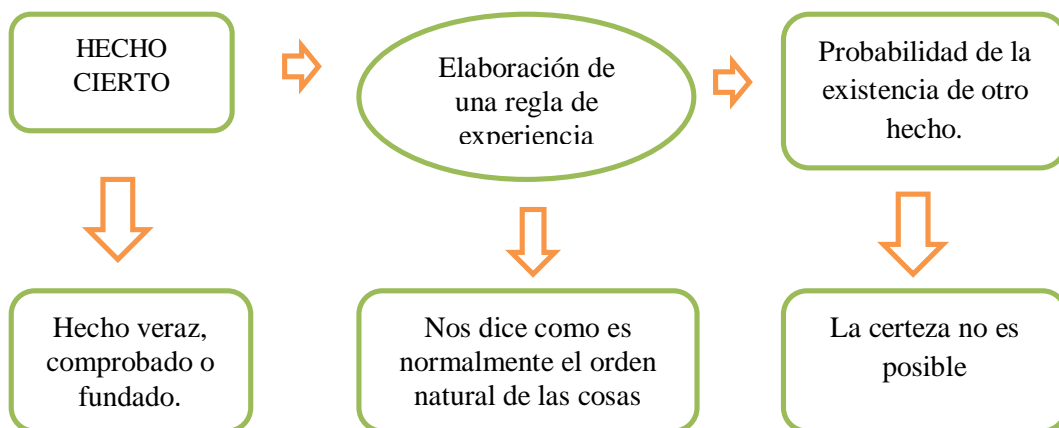 HECHO
CIERTO
Elaboración de
una regla de
experiencia
Probabilidad de la
existencia de otro
hecho.
Hecho veraz,
comprobado o
fundado.
Nos dice como es
normalmente el orden
natural de las cosas
La certeza no es
posible